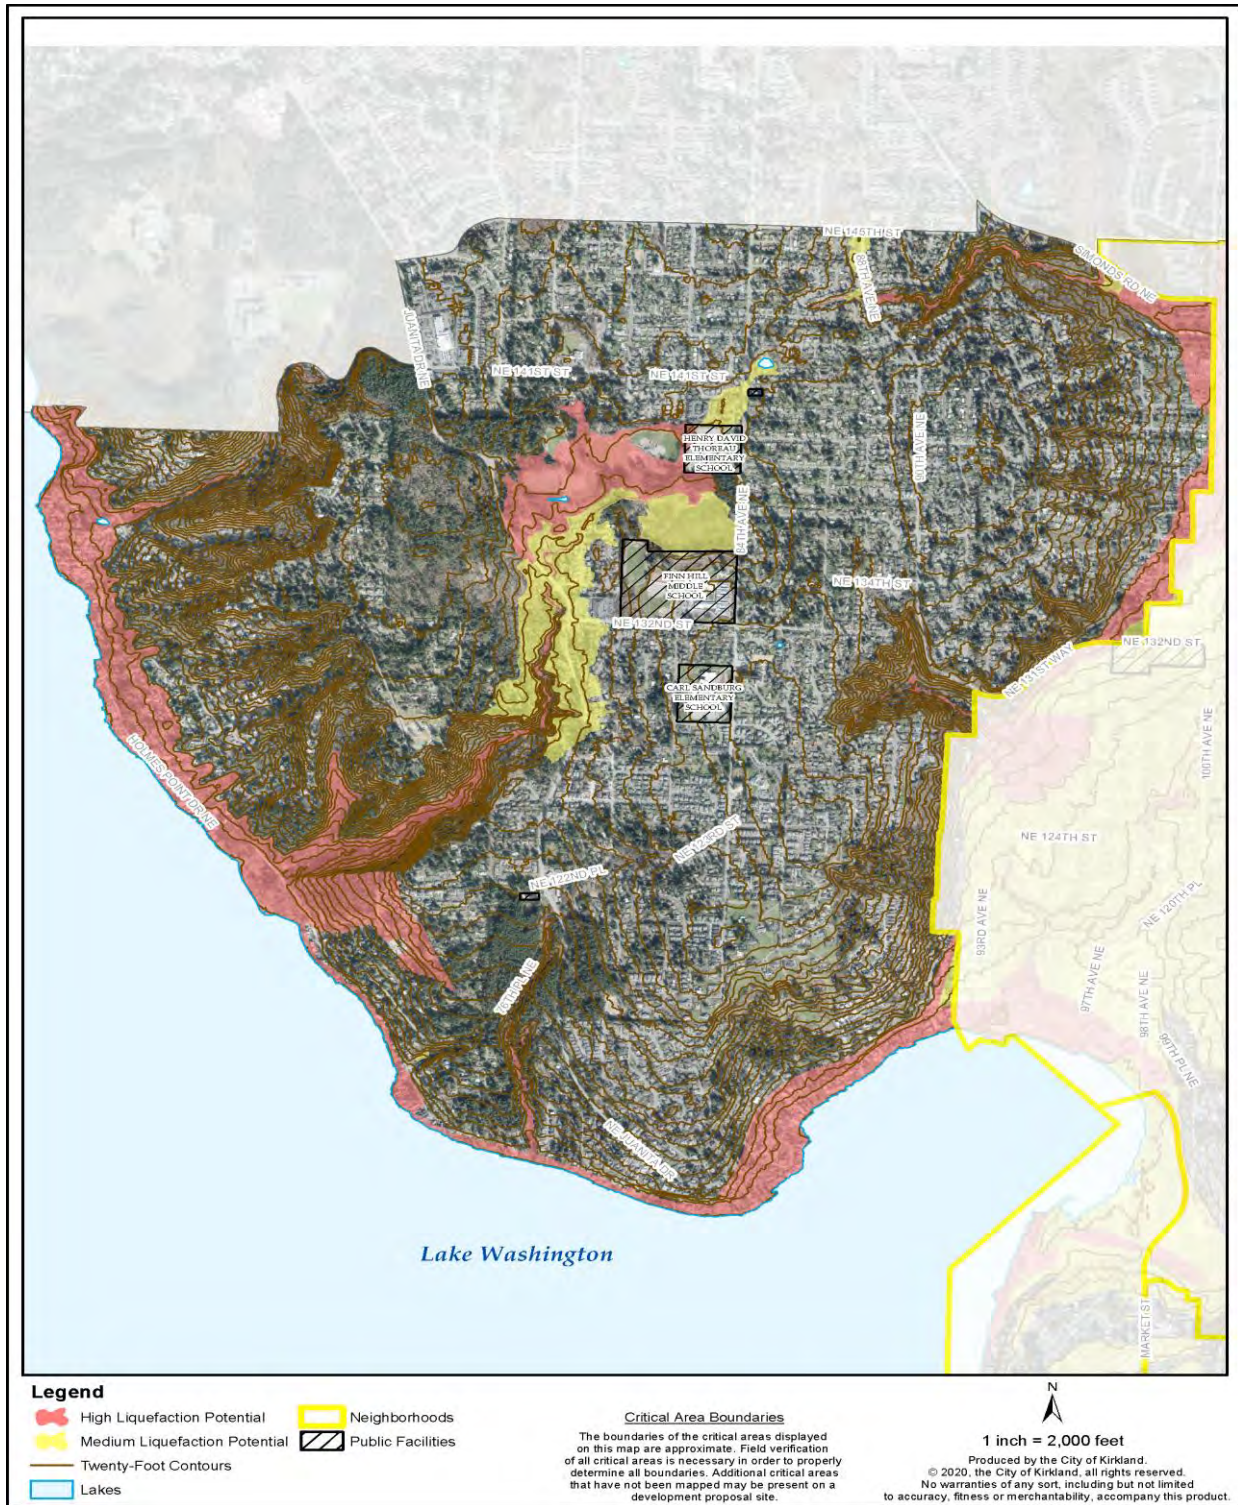 NE 145TH ST
88TH AVE NE
SIMONDS RD NE
JUANITA DR NE
NE 141ST ST
NE 141ST ST
HENRY DAVID
THOREAU
ELEMENTARY
SCHOOL
90TH AVE NE
84TH AVE NE
FINN HILL
MIDDLE
SCHOOL
NE 134TH ST
NE 132ND ST
NE 132ND ST
NE 131ST WAY
CARL SANDBURG
ELEMENTARY
SCHOOL
100TH AVE NE
HOLMES POINT DR NE
NE 124TH ST
NE 123RD ST
NE 122ND PL
NE 120TH PL
93RD AVE NE
76TH PL NE
97TH AVE NE
98TH AVE NE
99TH PL NE
NE JUANITA DR
Lake Washington
MARKET ST
Legend
High Liquefaction Potential
Medium Liquefaction Potential
Twenty-Foot Contours
Lakes
Neighborhoods
Public Facilities
Critical Area Boundaries
The boundaries of the critical areas displayed
on this map are approximate. Field verification
of all critical areas is necessary in order to properly
determine all boundaries. Additional critical areas
that have not been mapped may be present on a
development proposal site.
N
1 inch = 2,000 feet
Produced by the City of Kirkland.
© 2020, the City of Kirkland, all rights reserved.
No warranties of any sort, including but not limited
to accuracy, fitness or merchantability, accompany this product.